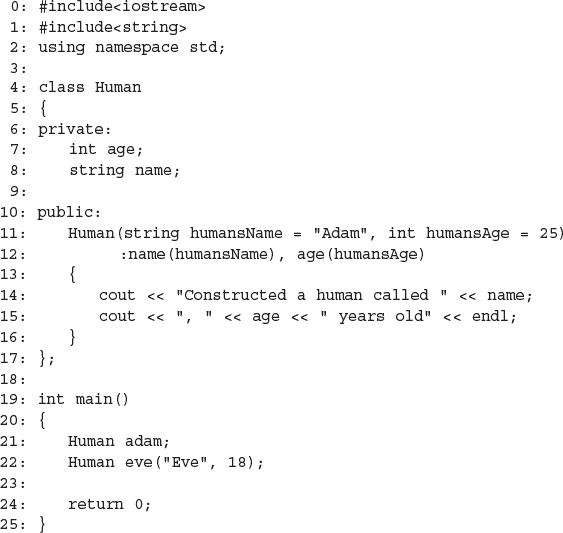 0: #include<iostream>
1: #include<string>
2: using namespace std;
3:
4: class Human
5: {
6: private:
7:    int age;
8:    string name;
9:
10: public:
11:    Human(string humansName = "Adam", int humansAge = 25)
12:         :name(humansName), age(humansAge)
13:    {
14:       cout << "Constructed a human called " << name;
15:       cout << ", " << age << " years old" << endl;
16:    }
17: };
18:
19: int main()
20: {
21:    Human adam;
22:    Human eve("Eve", 18);
23:
24:    return 0;
25: }